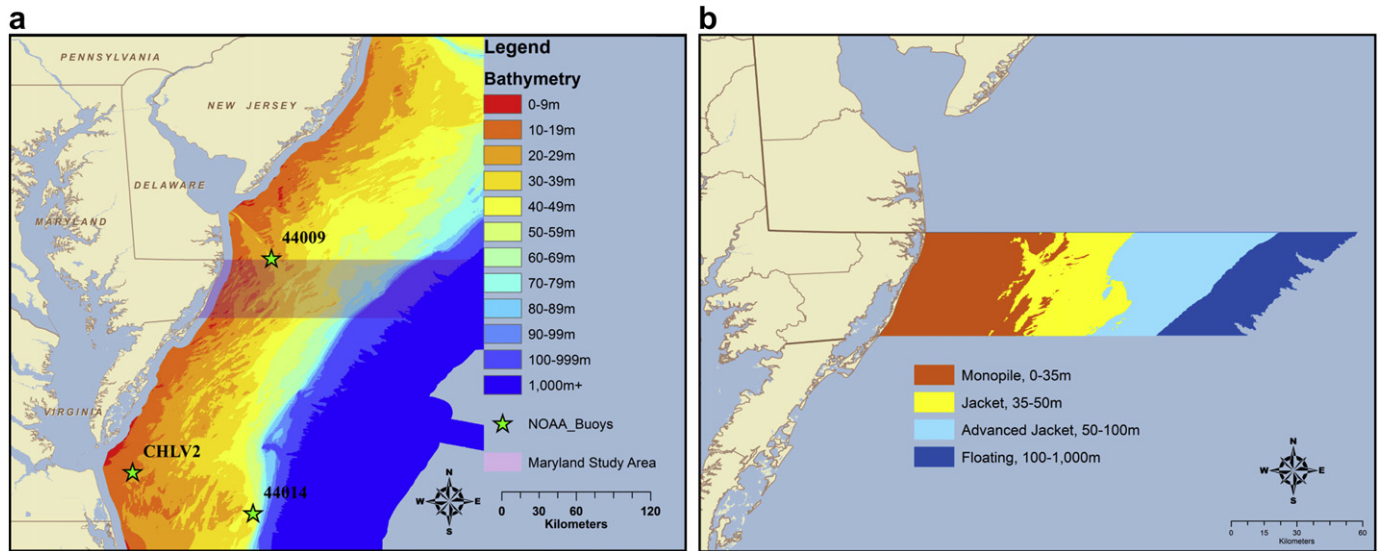 a
PENNSYLVANIA
NEW JERSEY
DELAWARE
MARYLAND
VIRGINIA
44009
CHLV2
44014
Legend
Bathymetry
0-9m
10-19m
20-29m
30-39m
40-49m
50-59m
60-69m
70-79m
80-89m
90-99m
100-999m
1,000m+
NOAA_Buoys
Maryland Study Area
N
W E
S
0 30 60 120
Kilometers
b
Monopile, 0-35m
Jacket, 35-50m
Advanced Jacket, 50-100m
Floating, 100-1,000m
N
W E
S
0 15 30 60
Kilometers